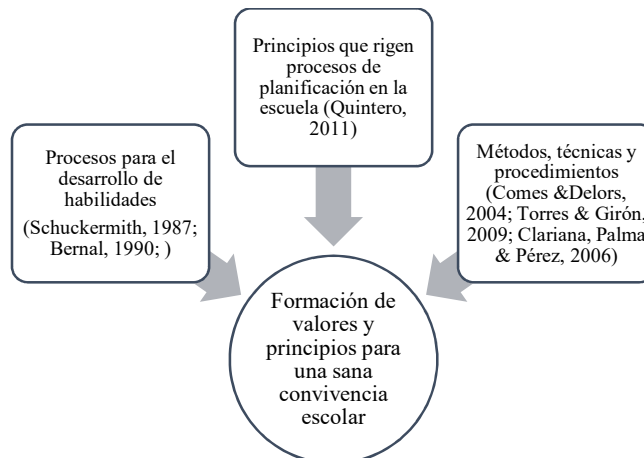 Principios que rigen
procesos de
planificación en la
escuela (Quintero,
2011)
Procesos para el
desarrollo de
habilidades
(Schuckermith, 1987;
Bernal, 1990; )
Métodos, técnicas y
procedimientos
(Comes &Delors,
2004; Torres & Girón,
2009; Clariana, Palma
& Pérez, 2006)
Formación de
valores y
principios para
una sana
convivencia
escolar